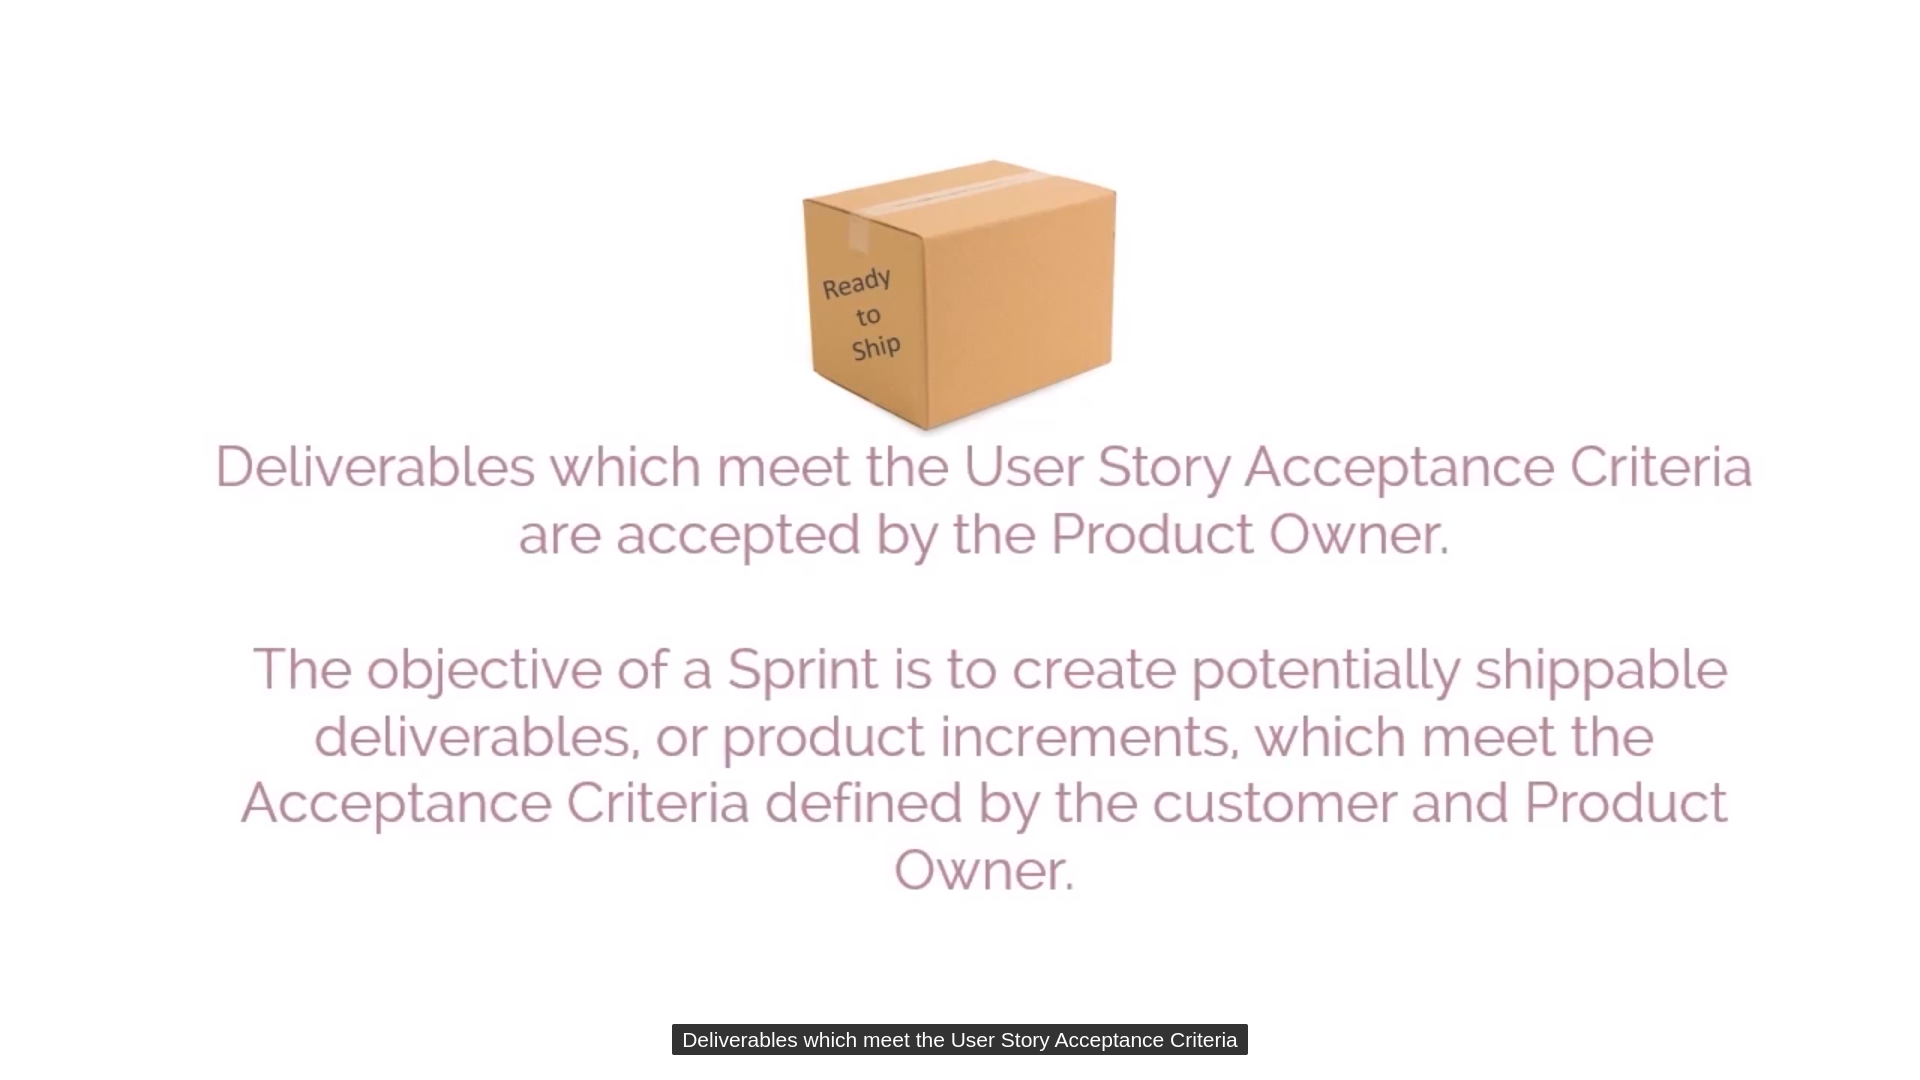 Ready
to
Ship
Deliverables which meet the User Story Acceptance Criteria
are accepted by the Product Owner.
The objective of a Sprint is to create potentially shippable
deliverables, or product increments, which meet the
Acceptance Criteria defined by the customer and Product
Owner.
Deliverables which meet the User Story Acceptance Criteria